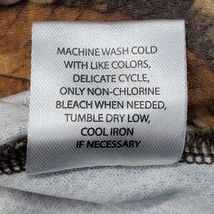 MACHINE WASH COLD
WITH LIKE COLORS,
DELICATE CYCLE,
ONLY NON-CHLORINE
BLEACH WHEN NEEDED,
TUMBLE DRY LOW,
COOL IRON
IF NECESSARY